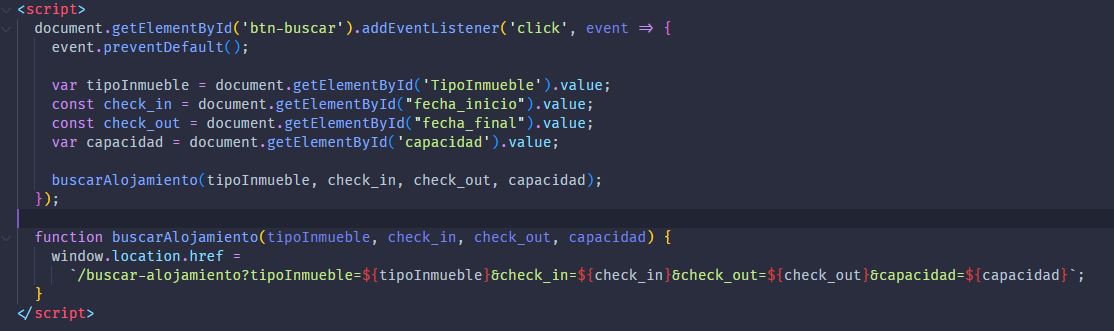 <script>
document.getElementById('btn-buscar').addEventListener('click', event => {
event.preventDefault();
var tipoInmueble = document.getElementById('TipoInmueble').value;
const check_in = document.getElementById("fecha_inicio").value;
const check_out = document.getElementById("fecha_final").value;
var capacidad = document.getElementById('capacidad').value;
buscarAlojamiento(tipoInmueble, check_in, check_out, capacidad);
});
function buscarAlojamiento(tipoInmueble, check_in, check_out, capacidad) {
window.location.href =
`/buscar-alojamiento?tipoInmueble=${tipoInmueble}&check_in=${check_in}&check_out=${check_out}&capacidad=${capacidad}`;
}
</script>